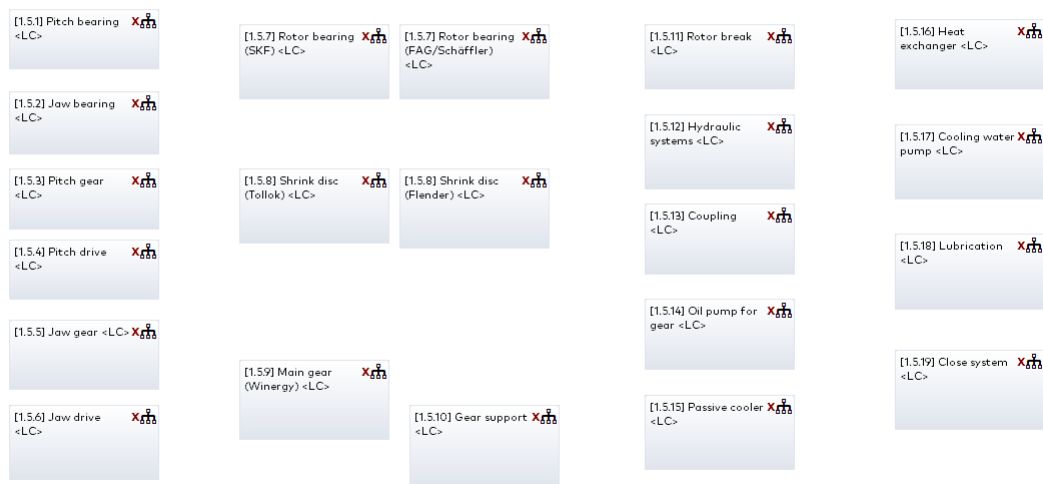 [1.5.1] Pitch bearing X
<LC>
[1.5.2] Jaw bearing X
<LC>
[1.5.3] Pitch gear X
<LC>
[1.5.4] Pitch drive X
<LC>
[1.5.5] Jaw gear <LC> X
[1.5.6] Jaw drive X
<LC>
[1.5.7] Rotor bearing X
(SKF) <LC>
[1.5.7] Rotor bearing X
(FAG/Schäffler)
<LC>
[1.5.8] Shrink disc X
(Tollok) <LC>
[1.5.8] Shrink disc X
(Flender) <LC>
[1.5.9] Main gear X
(Winergy) <LC>
[1.5.10] Gear support X
<LC>
[1.5.11] Rotor break X
<LC>
[1.5.12] Hydraulic X
systems <LC>
[1.5.13] Coupling X
<LC>
[1.5.14] Oil pump for X
gear <LC>
[1.5.15] Passive cooler X
<LC>
[1.5.16] Heat X
exchanger <LC>
[1.5.17] Cooling water X
pump <LC>
[1.5.18] Lubrication X
<LC>
[1.5.19] Close system X
<LC>